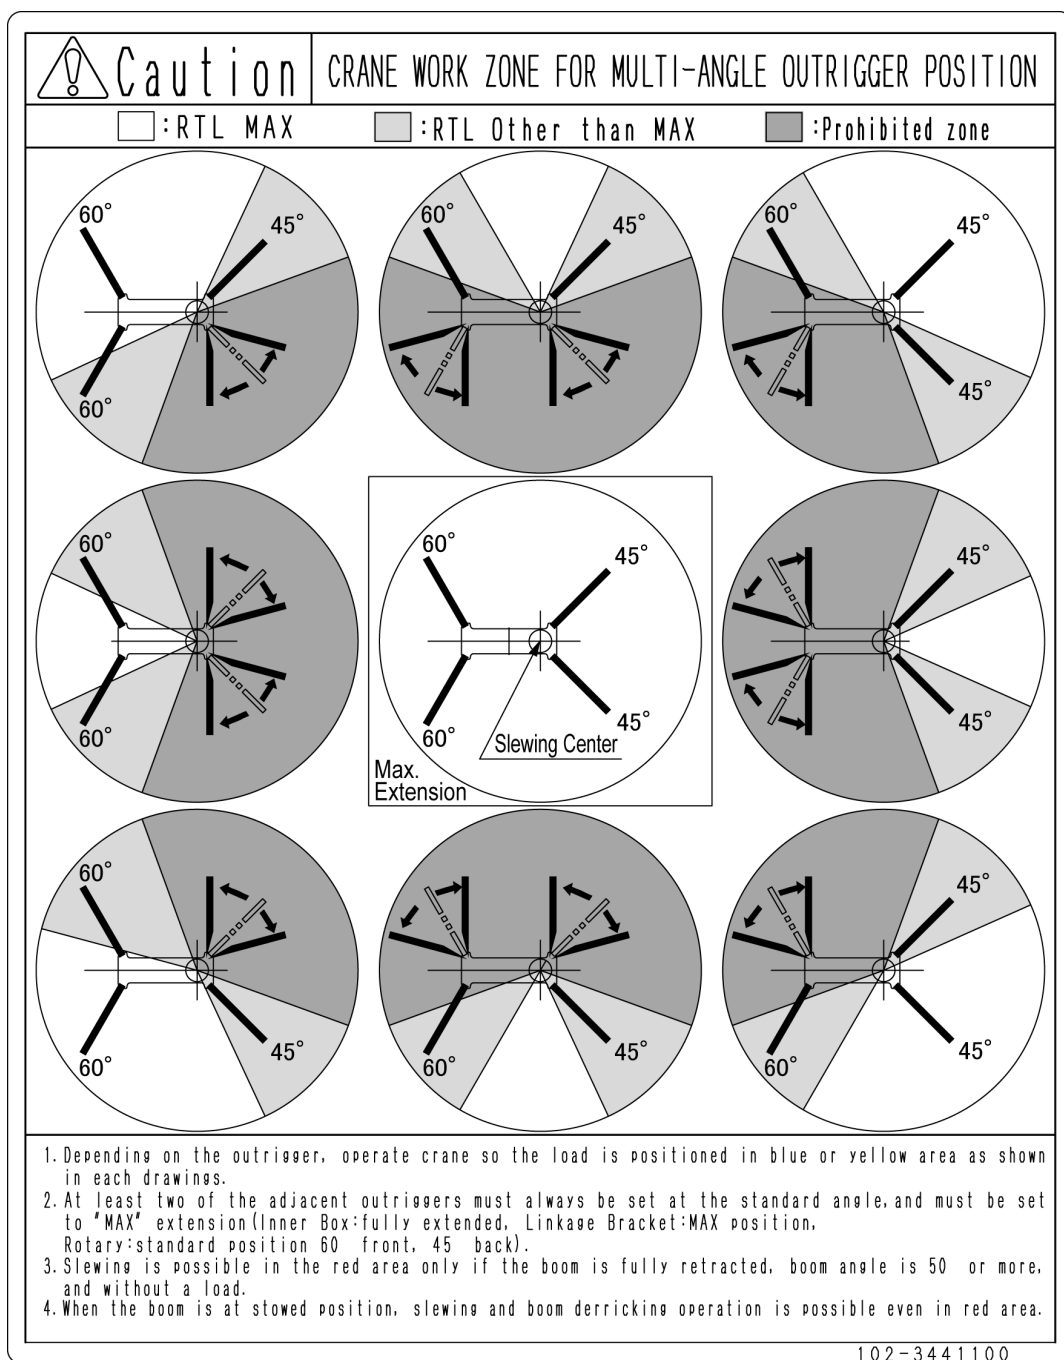 Caution
CRANE WORK ZONE FOR MULTI-ANGLE OUTRIGGER POSITION
:RTL MAX
:RTL Other than MAX
:Prohibited zone
60°
45°
60°
60°
45°
60°
45°
45°
60°
60°
60°
45°
60°
45°
Slewing Center
Max.
Extension
45°
45°
60°
60°
45°
60°
45°
45°
60°
45°
1. Depending on the outrigger, operate crane so the load is positioned in blue or yellow area as shown
in each drawings.
2. At least two of the adjacent outriggers must always be set at the standard angle, and must be set
to "MAX" extension (Inner Box:fully extended, Linkage Bracket:MAX position,
Rotary:standard position 60 front, 45 back).
3. Slewing is possible in the red area only if the boom is fully retracted, boom angle is 50 or more,
and without a load.
4. When the boom is at stowed position, slewing and boom derricking operation is possible even in red area.
102-3441100